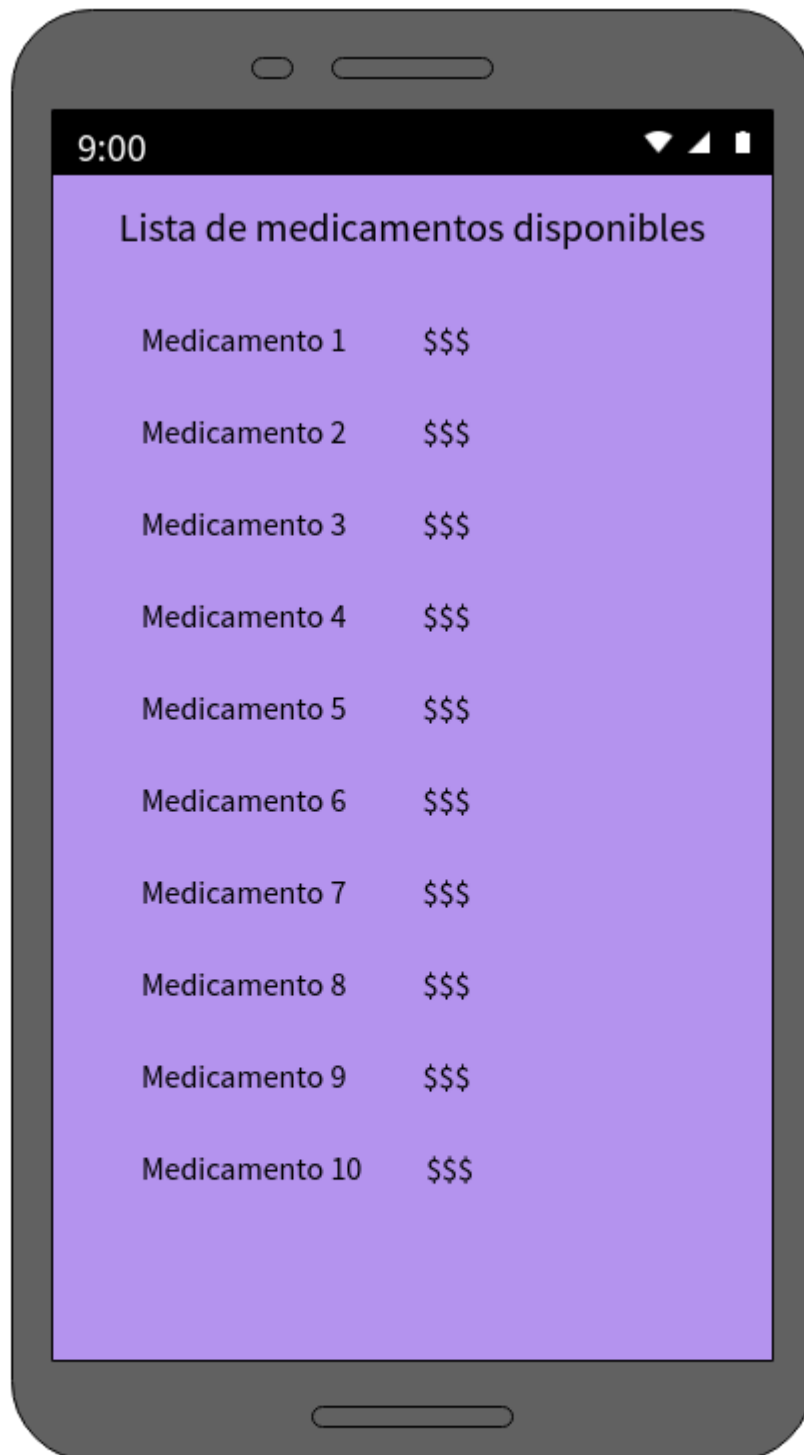 9:00
Lista de medicamentos disponibles
Medicamento 1 $$$
Medicamento 2 $$$
Medicamento 3 $$$
Medicamento 4 $$$
Medicamento 5 $$$
Medicamento 6 $$$
Medicamento 7 $$$
Medicamento 8 $$$
Medicamento 9 $$$
Medicamento 10 $$$